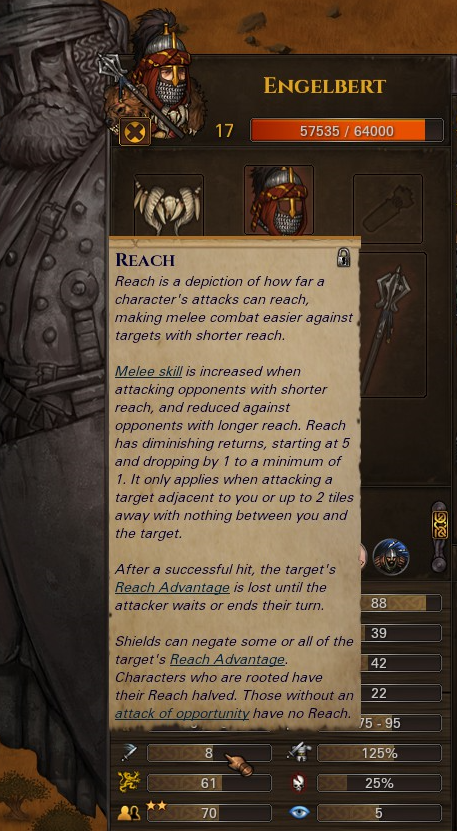 Engelbert
17
57535 / 64000
Reach
Reach is a depiction of how far a
character's attacks can reach,
making melee combat easier against
targets with shorter reach.
Melee skill is increased when
attacking opponents with shorter
reach, and reduced against
opponents with longer reach. Reach
has diminishing returns, starting at 5
and dropping by 1 to a minimum of
1. It only applies when attacking a
target adjacent to you or up to 2 tiles
away with nothing between you and
the target.
After a successful hit, the target's
Reach Advantage is lost until the
attacker waits or ends their turn.
Shields can negate some or all of the
target's Reach Advantage.
Characters who are rooted have
their Reach halved. Those without an
attack of opportunity have no Reach.
88
39
42
22
75 - 95
8
125%
61
25%
70
5